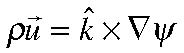 ρu⃗ = k̂ × ∇ψ